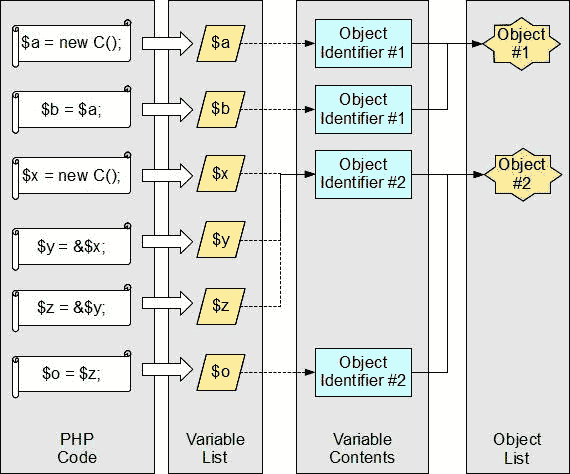 $a = new C();
$a
Object
Identifier #1
Object
#1
$b = $a;
$b
Object
Identifier #1
$x = new C();
$x
Object
Identifier #2
Object
#2
$y = &$x;
$y
$z = &$y;
$z
$o = $z;
$o
Object
Identifier #2
PHP
Code
Variable
List
Variable
Contents
Object
List